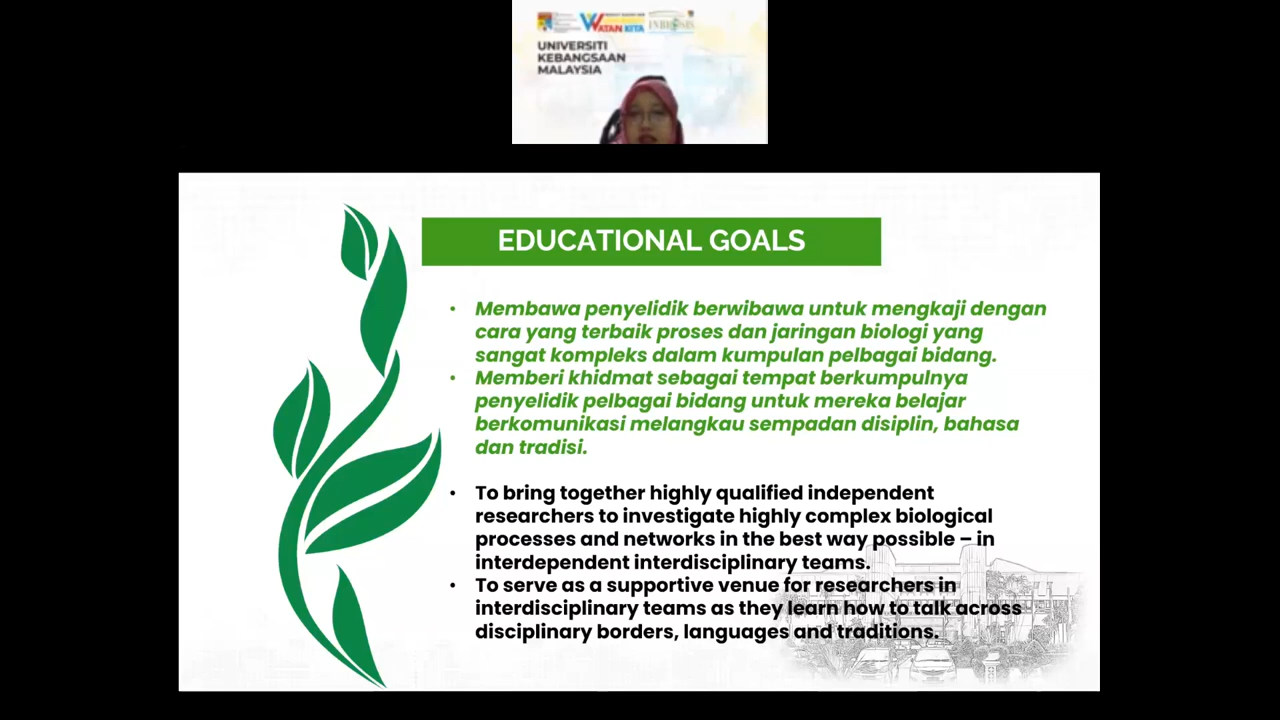 WATAN KITA
UNIVERSITI
KEBANGSAAN
MALAYSIA
EDUCATIONAL GOALS
• Membawa penyelidik berwibawa untuk mengkaji dengan
cara yang terbaik proses dan jaringan biologi yang
sangat kompleks dalam kumpulan pelbagai bidang.
• Memberi khidmat sebagai tempat berkumpulnya
penyelidik pelbagai bidang untuk mereka belajar
berkomunikasi melangkau sempadan disiplin, bahasa
dan tradisi.
• To bring together highly qualified independent
researchers to investigate highly complex biological
processes and networks in the best way possible – in
interdependent interdisciplinary teams.
• To serve as a supportive venue for researchers in
interdisciplinary teams as they learn how to talk across
disciplinary borders, languages and traditions.